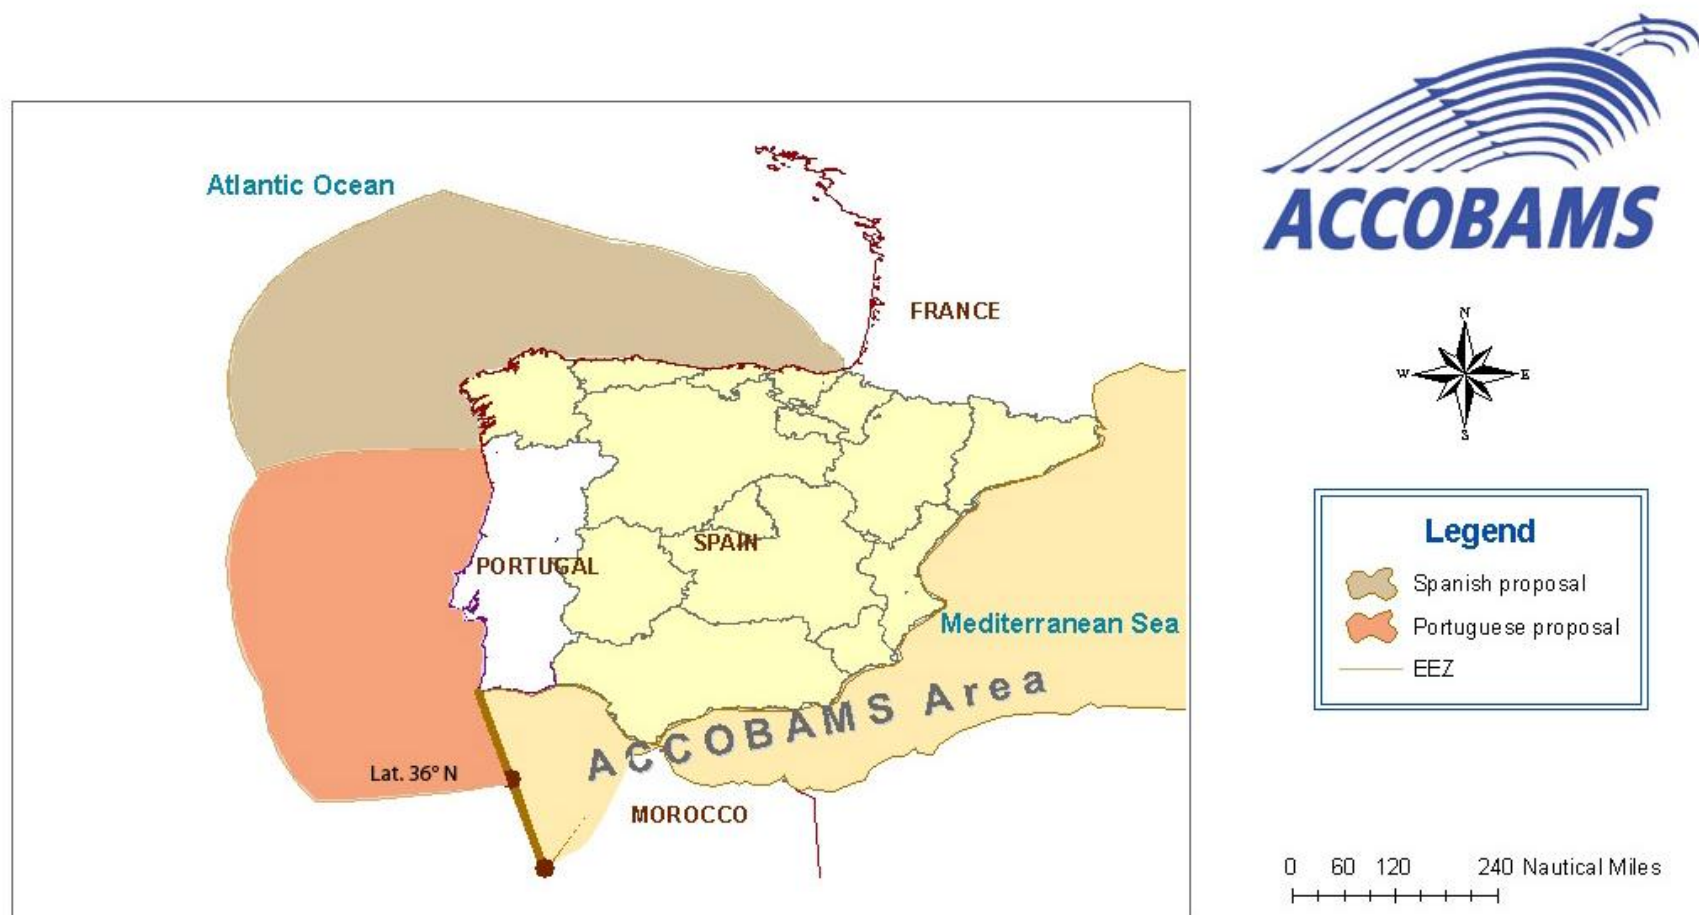 ACCOBAMS
Atlantic Ocean
FRANCE
N
W
E
S
SPAIN
PORTUGAL
Mediterranean Sea
ACCOBAMS Area
Lat. 36° N
MOROCCO
Legend
Spanish proposal
Portuguese proposal
EEZ
0 60 120 240 Nautical Miles